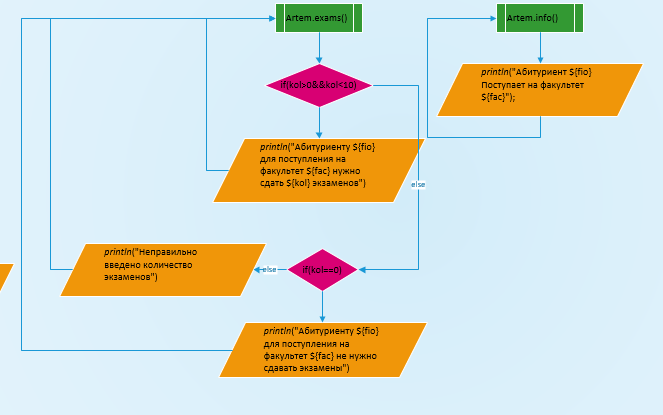 Artem.exams()
Artem.info()
if(kol>0&&kol<10)
println("Абитуриент ${fio}
Поступает на факультет
${fac}");
println("Абитуриенту ${fio}
для поступления на
факультет ${fac} нужно
сдать ${kol} экзаменов")
else
println("Неправильно
введено количество
экзаменов")
else
if(kol==0)
println("Абитуриенту ${fio}
для поступления на
факультет ${fac} не нужно
сдавать экзамены")